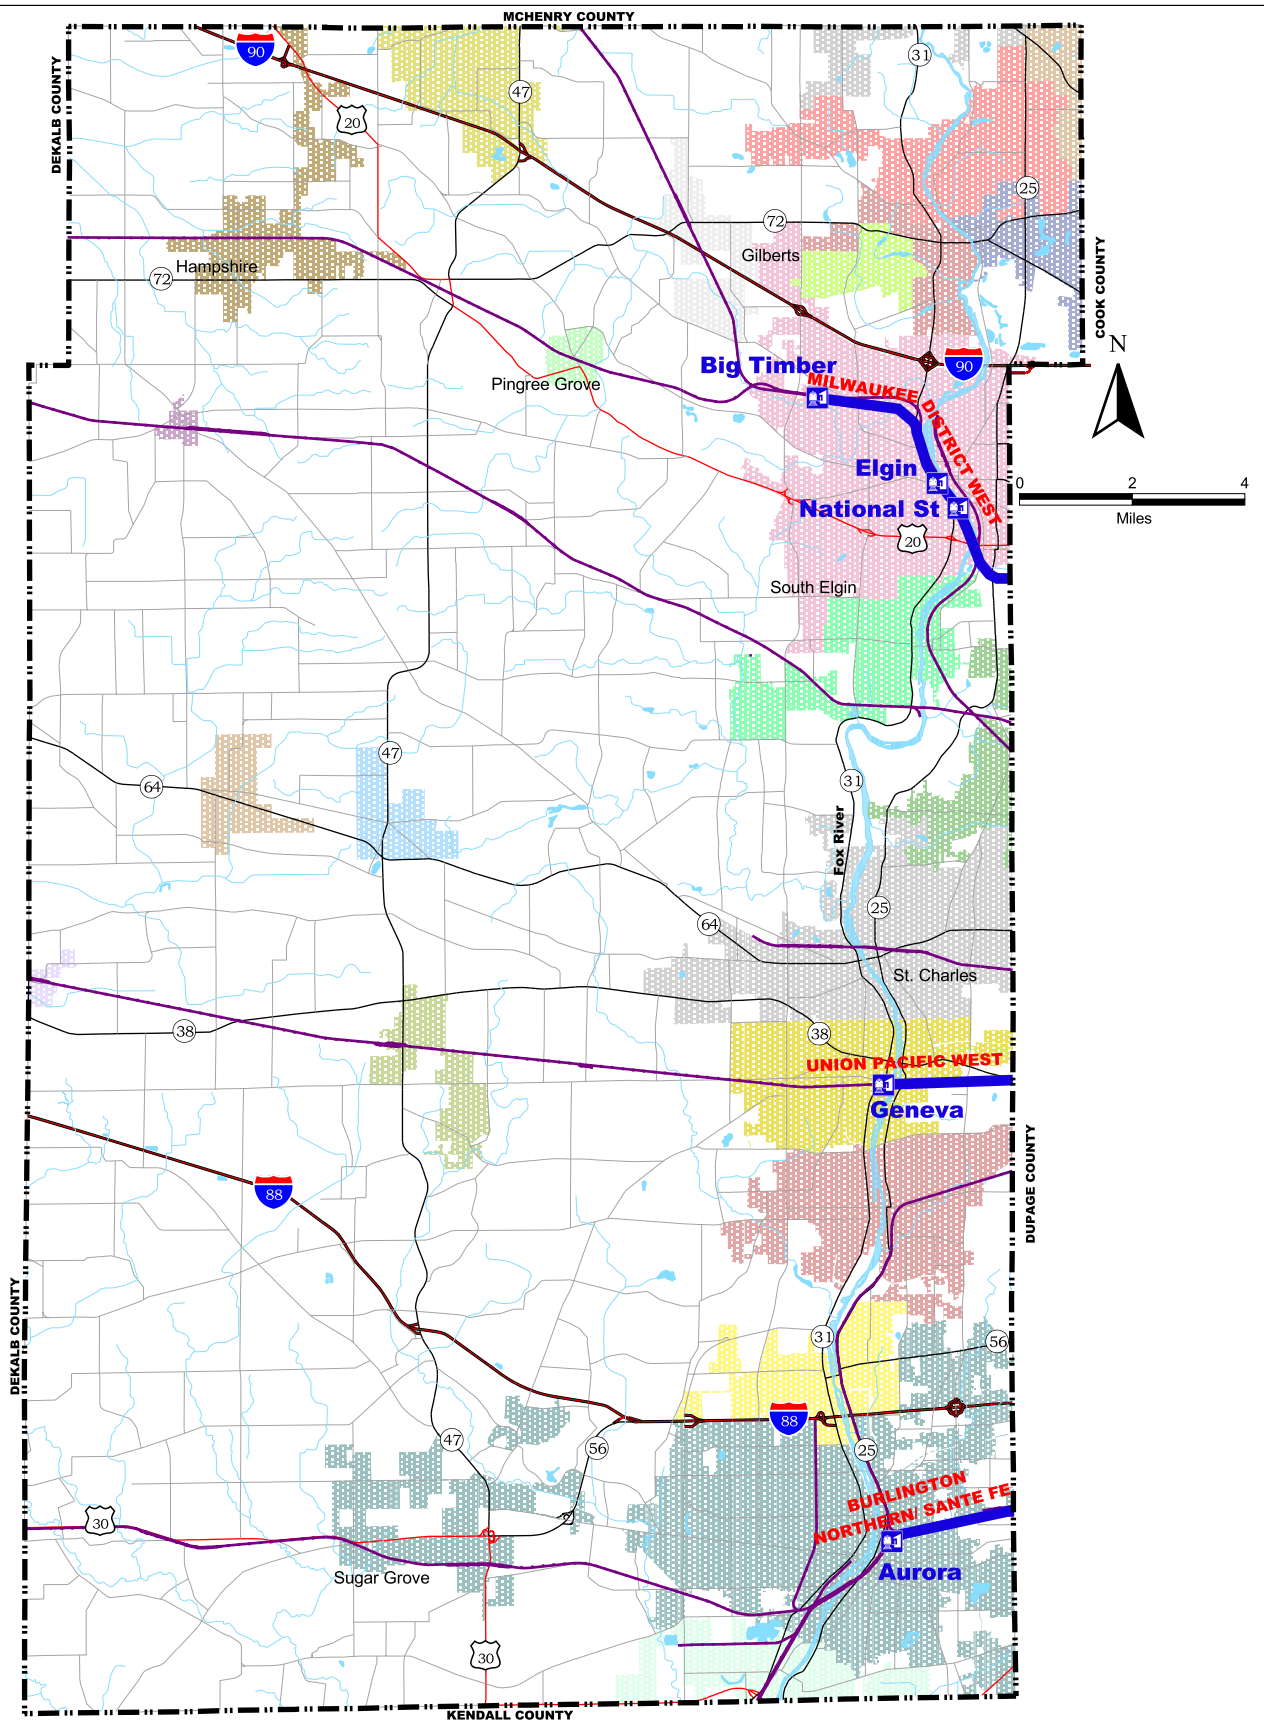 MCHENRY COUNTY
90
31
DEKALB COUNTY
47
20
25
72
Gilberts
COOK COUNTY
Hampshire
72
N
Big Timber
90
MILWAUKEE DISTRICT WEST
Pingree Grove
Elgin
0 2 4
National St
Miles
20
South Elgin
47
31
64
Fox River
25
64
St. Charles
38
38
UNION PACIFIC WEST
Geneva
DUPAGE COUNTY
88
DEKALB COUNTY
31
56
88
47
56
25
BURLINGTON
NORTHERN/ SANTE FE
30
Aurora
Sugar Grove
30
KENDALL COUNTY